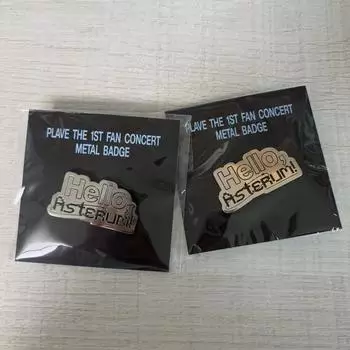 PLAVE THE 1ST FAN CONCERT
METAL BADGE
Hello,
ASTERUM!
PLAVE THE 1ST FAN CONCERT
METAL BADGE
Hello,
ASTERUM!